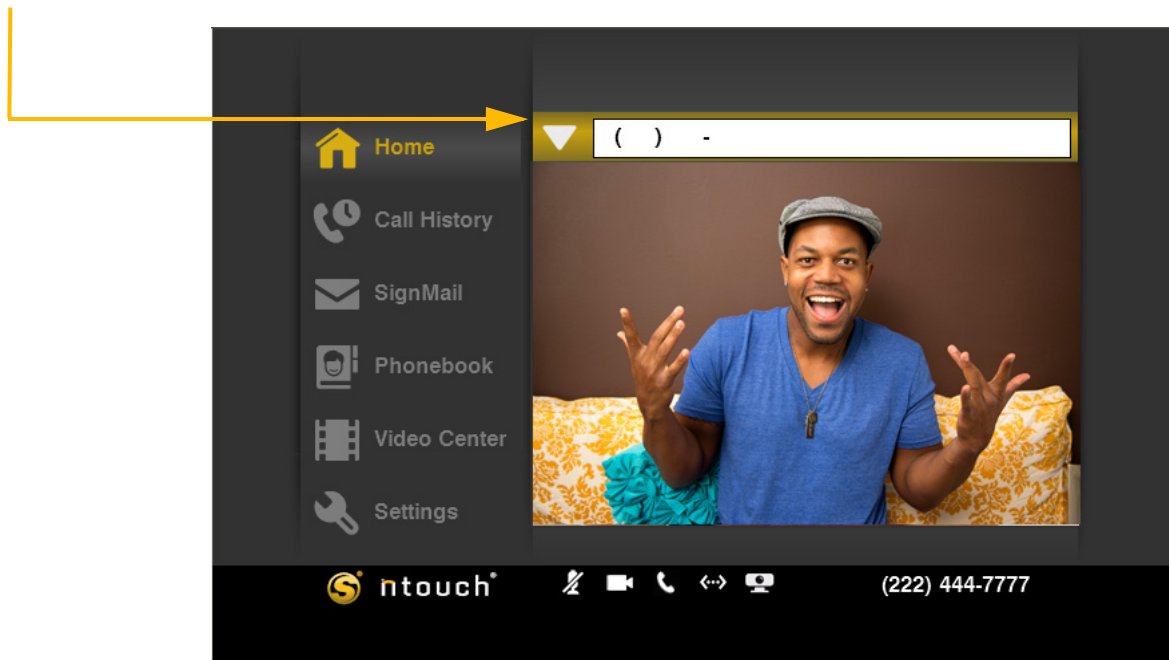 ( ) -
Home
Call History
SignMail
Phonebook
Video Center
Settings
ntouch® (222) 444-7777